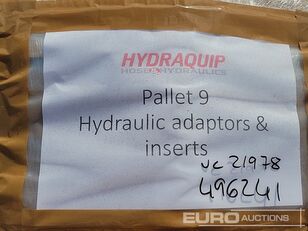 HYDRAQUIP
HOSE & HYDRAULICS
Pallet 9
Hydraulic adaptors &
inserts
VC 21978
496241
EURO AUCTIONS